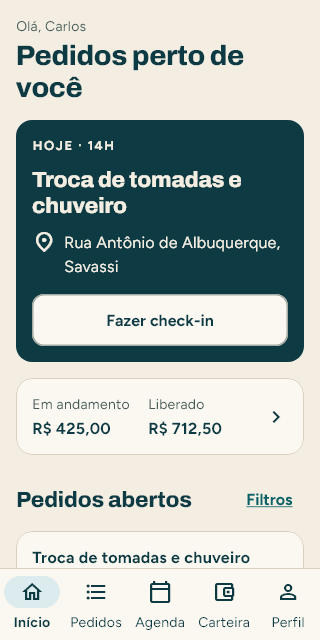 Olá, Carlos
Pedidos perto de
você
HOJE · 14H
Troca de tomadas e
chuveiro
Rua Antônio de Albuquerque,
Savassi
Fazer check-in
Em andamento Liberado
R$ 425,00 R$ 712,50
Pedidos abertos Filtros
Troca de tomadas e chuveiro
Início Pedidos Agenda Carteira Perfil